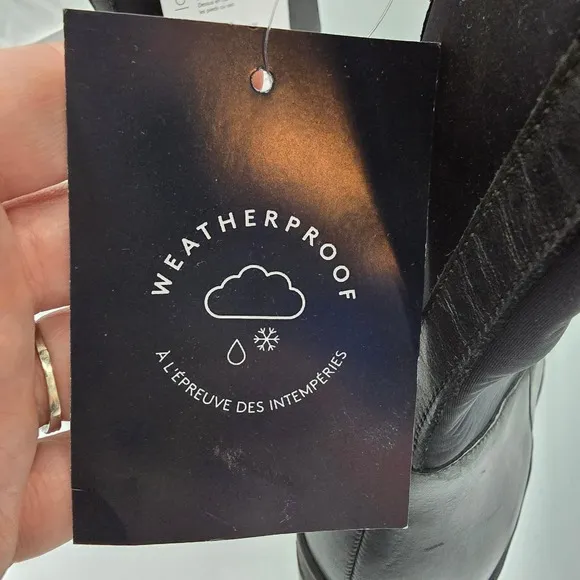 WEATHERPROOF
À L'ÉPREUVE DES INTEMPÉRIES